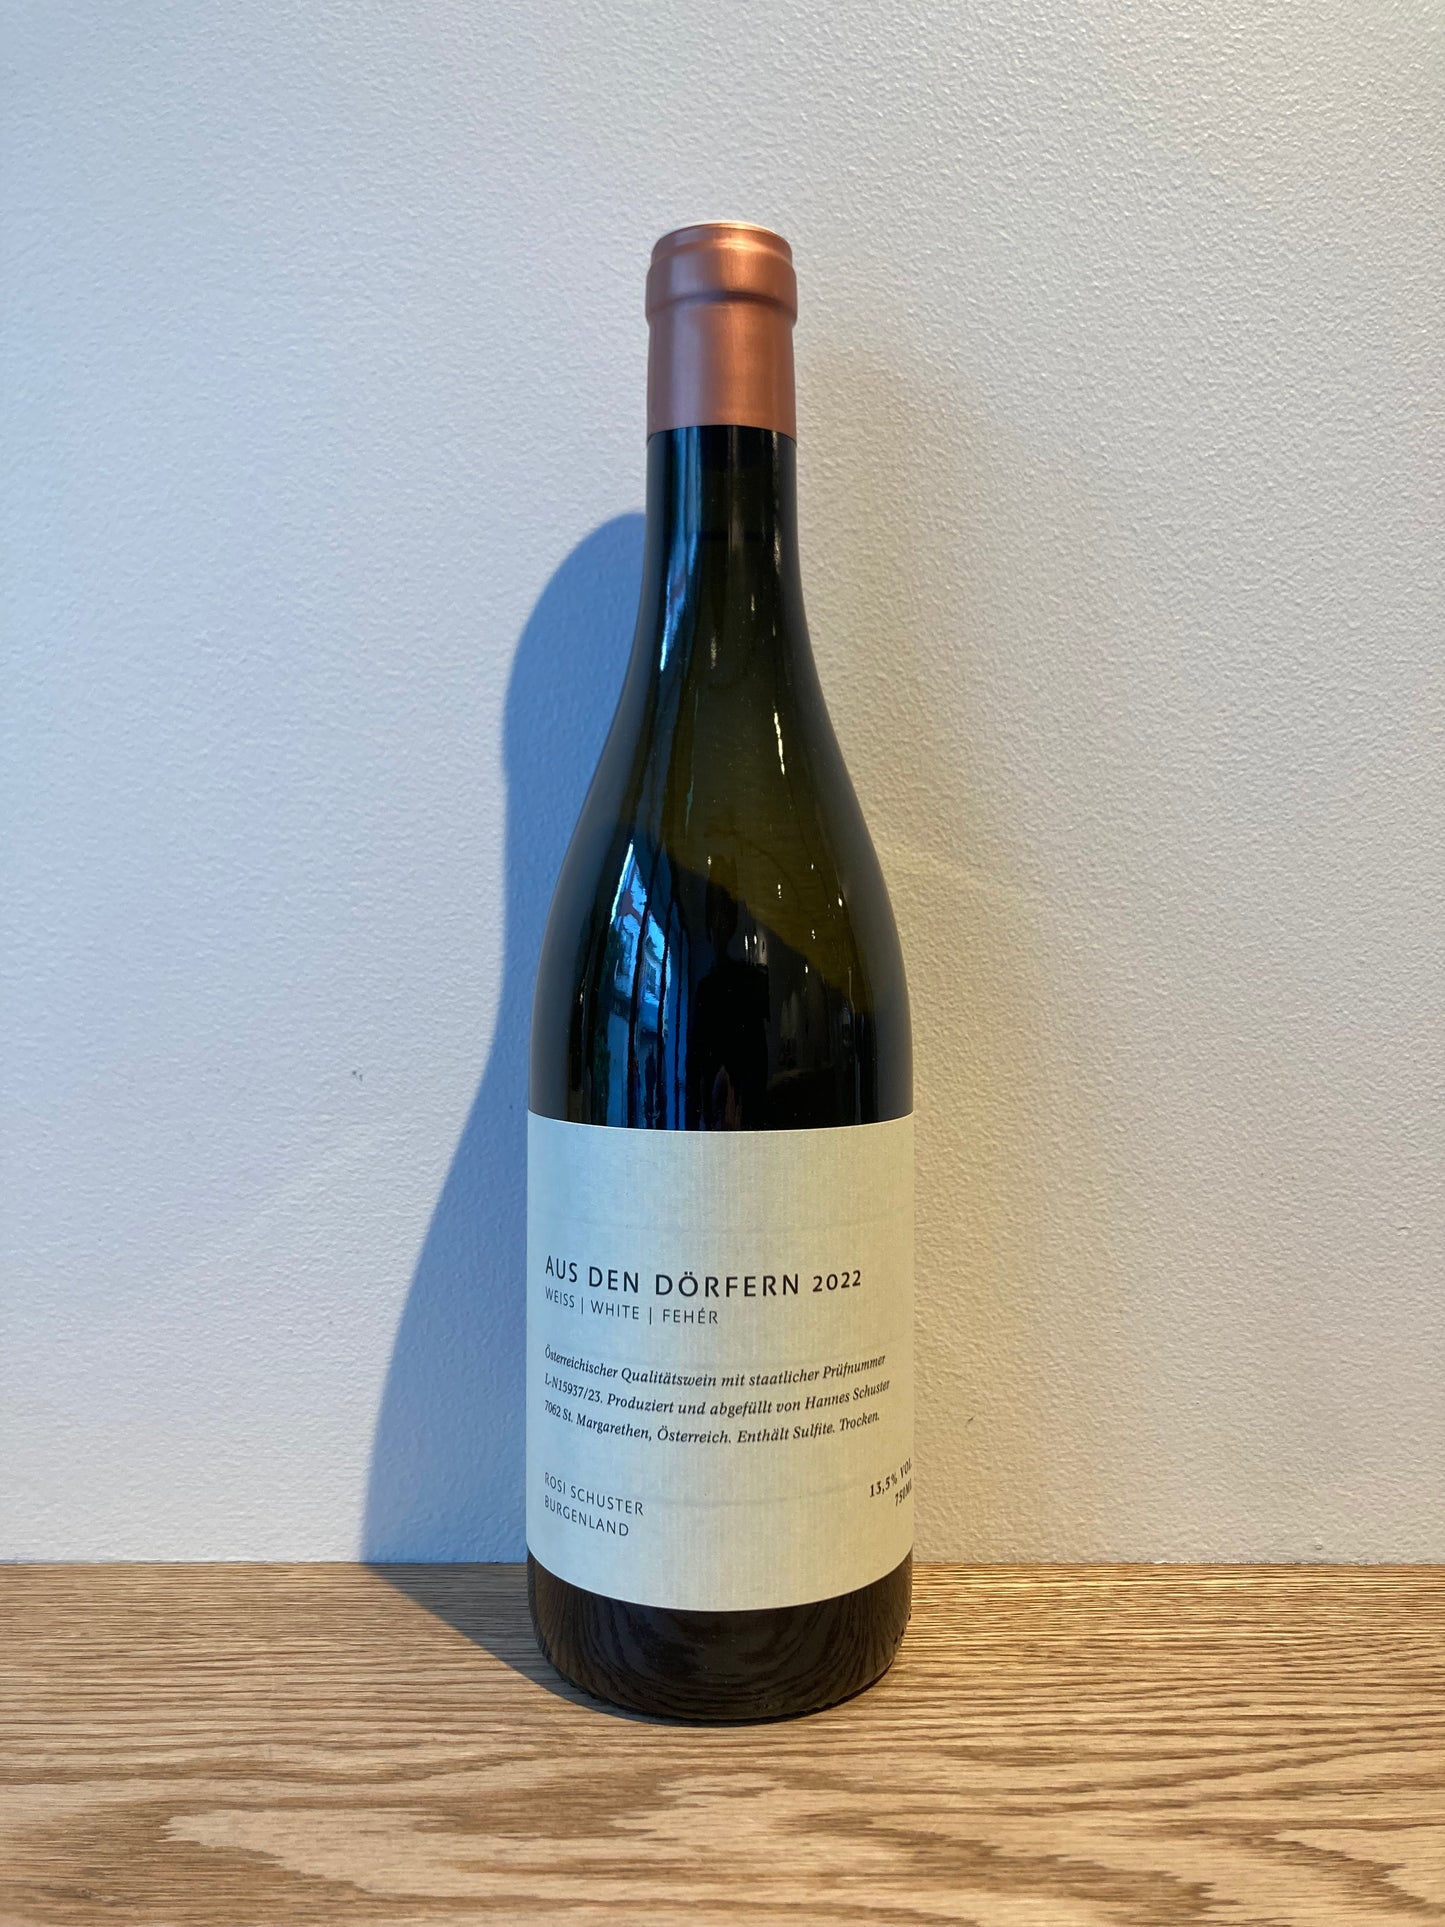 AUS DEN DÖRFERN 2022
WEISS | WHITE | FEHÉR
Österreichischer Qualitätswein mit staatlicher Prüfnummer
L-N15937/23. Produziert und abgefüllt von Hannes Schuster
7062 St. Margarethen, Österreich. Enthält Sulfite. Trocken.
13,5% VOL.
750ML
ROSI SCHUSTER
BURGENLAND